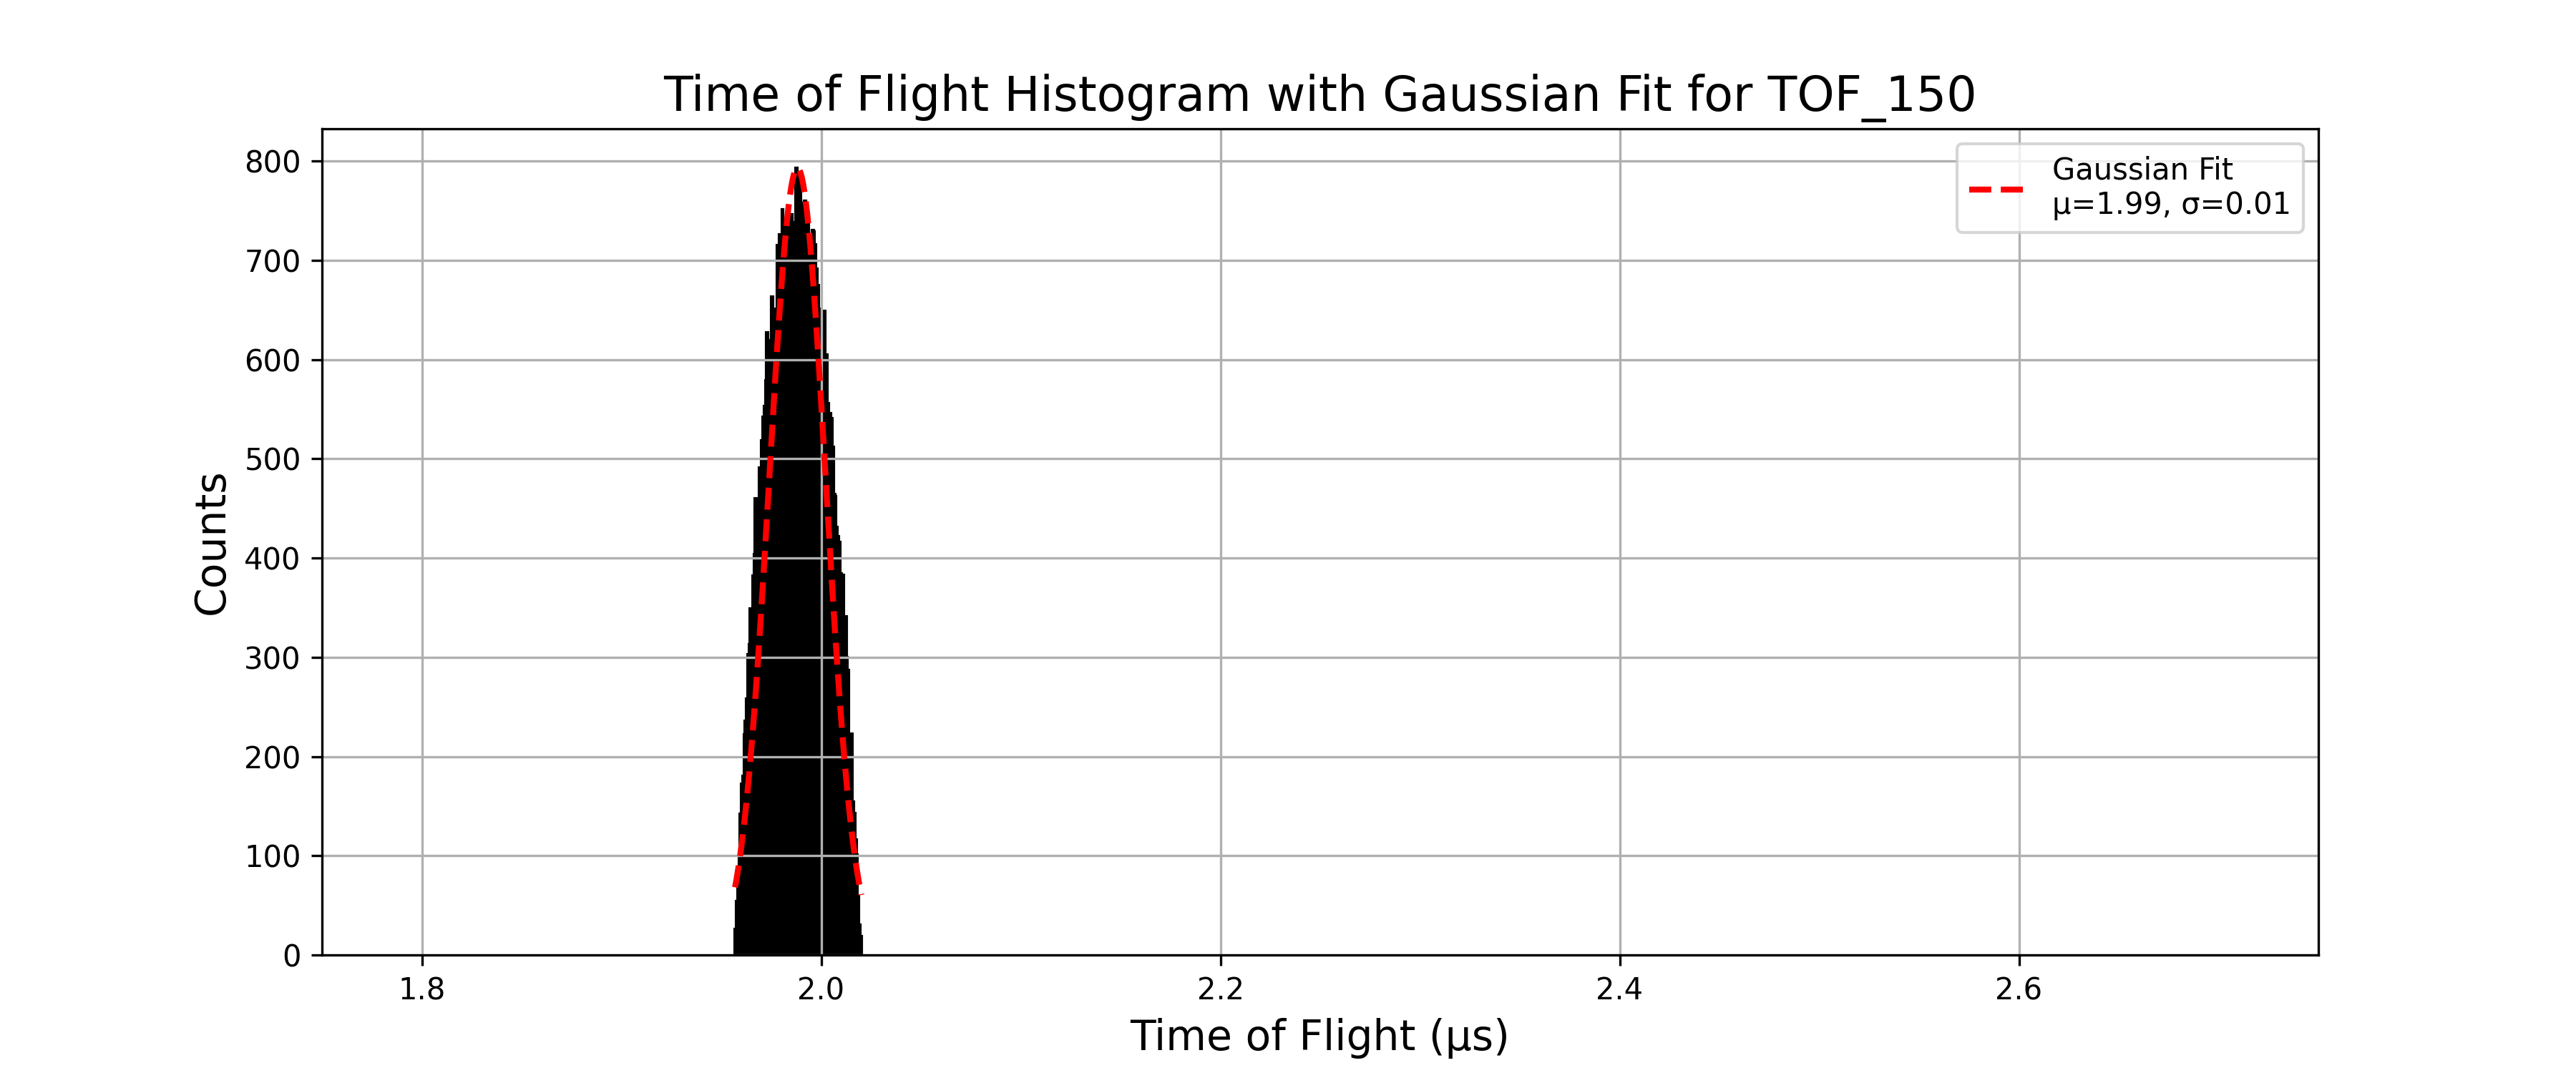 Time of Flight Histogram with Gaussian Fit for TOF_150
Gaussian Fit
μ=1.99, σ=0.01
800
700
600
500
400
300
200
100
0
Counts
1.8
2.0
2.2
2.4
2.6
Time of Flight (μs)